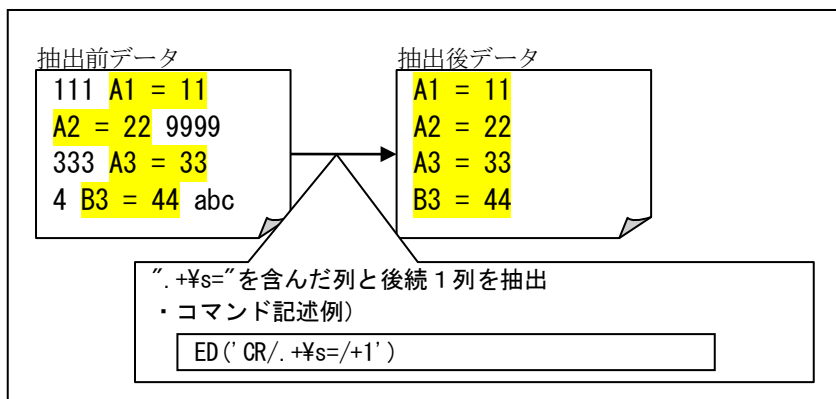 抽出前データ
111 A1 = 11
A2 = 22 9999
333 A3 = 33
4 B3 = 44 abc
抽出後データ
A1 = 11
A2 = 22
A3 = 33
B3 = 44
".+¥s="を含んだ列と後続１列を抽出
・コマンド記述例)
ED('CR/.+¥s=/+1')